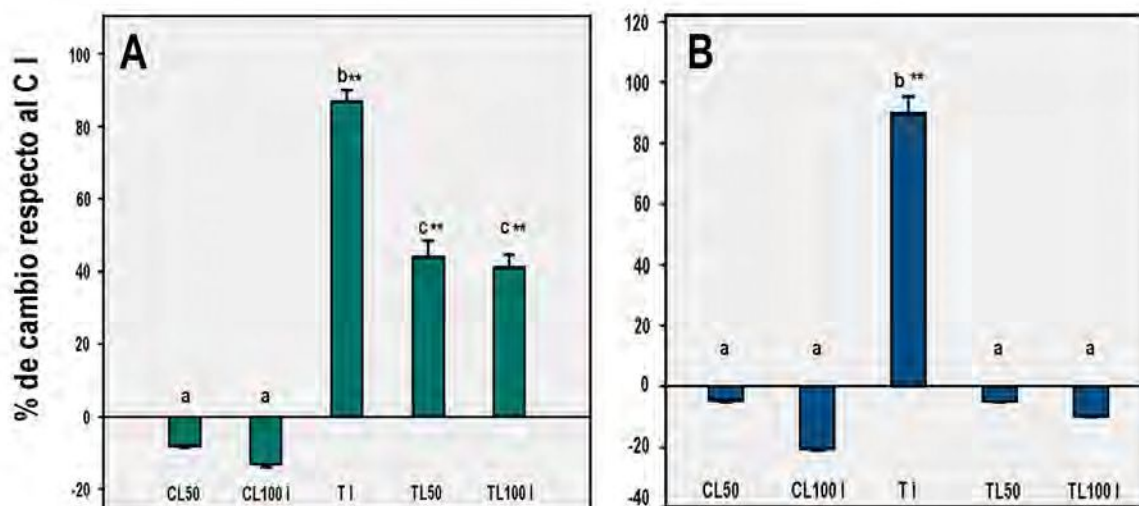 % de cambio respecto al C I
A
100
80
60
40
20
0
-20
a
a
b**
c**
c**
CL50
CL100 I
T I
TL50
TL100 I
B
120
100
80
60
40
20
0
-20
-40
a
a
b **
a
a
CL50
CL100 I
T I
TL50
TL100 I